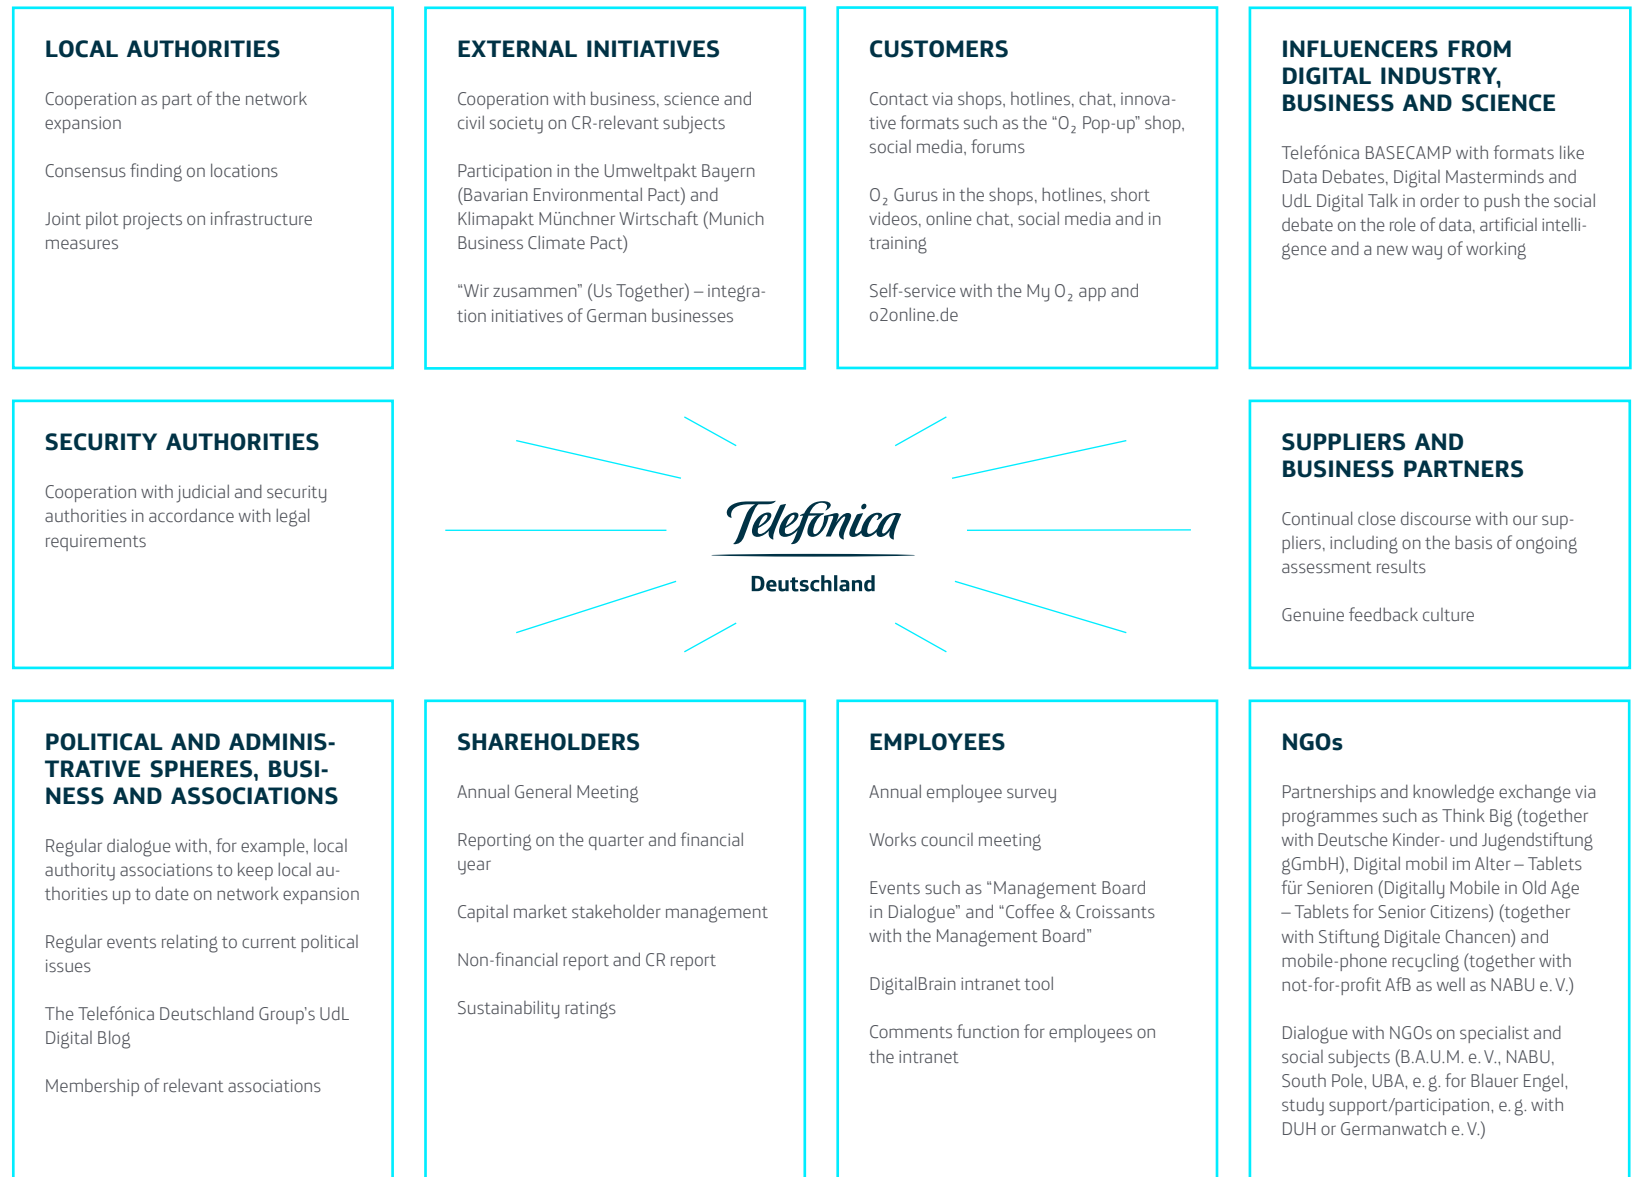 LOCAL AUTHORITIES
Cooperation as part of the network
expansion
Consensus finding on locations
Joint pilot projects on infrastructure
measures
EXTERNAL INITIATIVES
Cooperation with business, science and
civil society on CR-relevant subjects
Participation in the Umweltpakt Bayern
(Bavarian Environmental Pact) and
Klimapakt Münchner Wirtschaft (Munich
Business Climate Pact)
“Wir zusammen” (Us Together) – integra-
tion initiatives of German businesses
CUSTOMERS
Contact via shops, hotlines, chat, innova-
tive formats such as the “O₂ Pop-up” shop,
social media, forums
O₂ Gurus in the shops, hotlines, short
videos, online chat, social media and in
training
Self-service with the My O₂ app and
o2online.de
INFLUENCERS FROM
DIGITAL INDUSTRY,
BUSINESS AND SCIENCE
Telefónica BASECAMP with formats like
Data Debates, Digital Masterminds and
UdL Digital Talk in order to push the social
debate on the role of data, artificial intelli-
gence and a new way of working
SECURITY AUTHORITIES
Cooperation with judicial and security
authorities in accordance with legal
requirements
Telefónica
Deutschland
SUPPLIERS AND
BUSINESS PARTNERS
Continual close discourse with our sup-
pliers, including on the basis of ongoing
assessment results
Genuine feedback culture
POLITICAL AND ADMINIS-
TRATIVE SPHERES, BUSI-
NESS AND ASSOCIATIONS
Regular dialogue with, for example, local
authority associations to keep local au-
thorities up to date on network expansion
Regular events relating to current political
issues
The Telefónica Deutschland Group’s UdL
Digital Blog
Membership of relevant associations
SHAREHOLDERS
Annual General Meeting
Reporting on the quarter and financial
year
Capital market stakeholder management
Non-financial report and CR report
Sustainability ratings
EMPLOYEES
Annual employee survey
Works council meeting
Events such as “Management Board
in Dialogue” and “Coffee & Croissants
with the Management Board”
DigitalBrain intranet tool
Comments function for employees on
the intranet
NGOs
Partnerships and knowledge exchange via
programmes such as Think Big (together
with Deutsche Kinder- und Jugendstiftung
gGmbH), Digital mobil im Alter – Tablets
für Senioren (Digitally Mobile in Old Age
– Tablets for Senior Citizens) (together
with Stiftung Digitale Chancen) and
mobile-phone recycling (together with
not-for-profit AfB as well as NABU e. V.)
Dialogue with NGOs on specialist and
social subjects (B.A.U.M. e. V., NABU,
South Pole, UBA, e. g. for Blauer Engel,
study support/participation, e. g. with
DUH or Germanwatch e. V.)